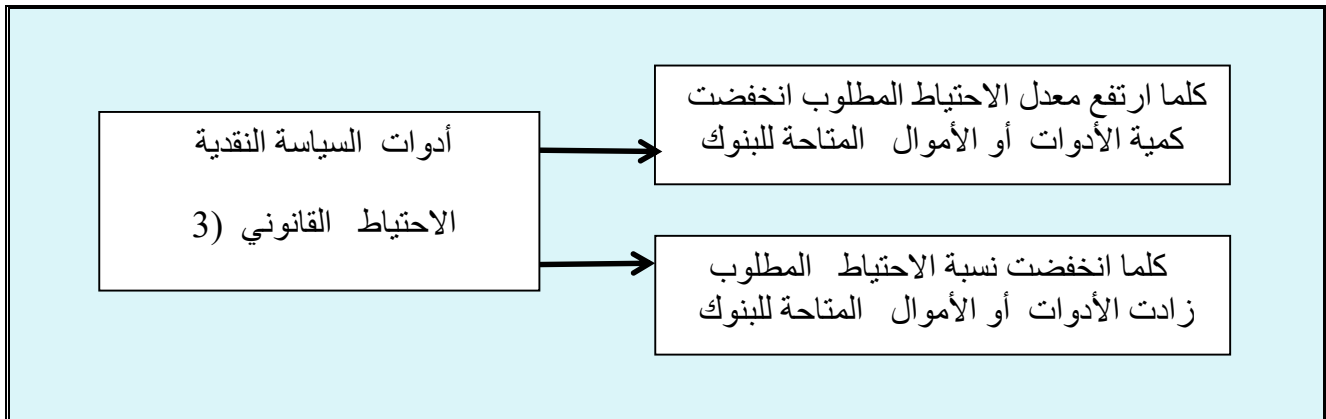 أدوات السياسة النقدية
الاحتياط القانوني (3
كلما ارتفع معدل الاحتياط المطلوب انخفضت
كمية الأدوات أو الأموال المتاحة للبنوك
كلما انخفضت نسبة الاحتياط المطلوب
زادت الأدوات أو الأموال المتاحة للبنوك